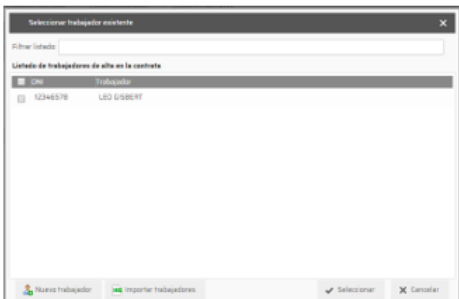 Seleccionar trabajador existente
Filtrar listado
Listado de trabajadores de alta en la contrata
DNI Trabajador
12346578 LEO GISBERT
Nuevo trabajador Importar trabajadores Seleccionar Cancelar